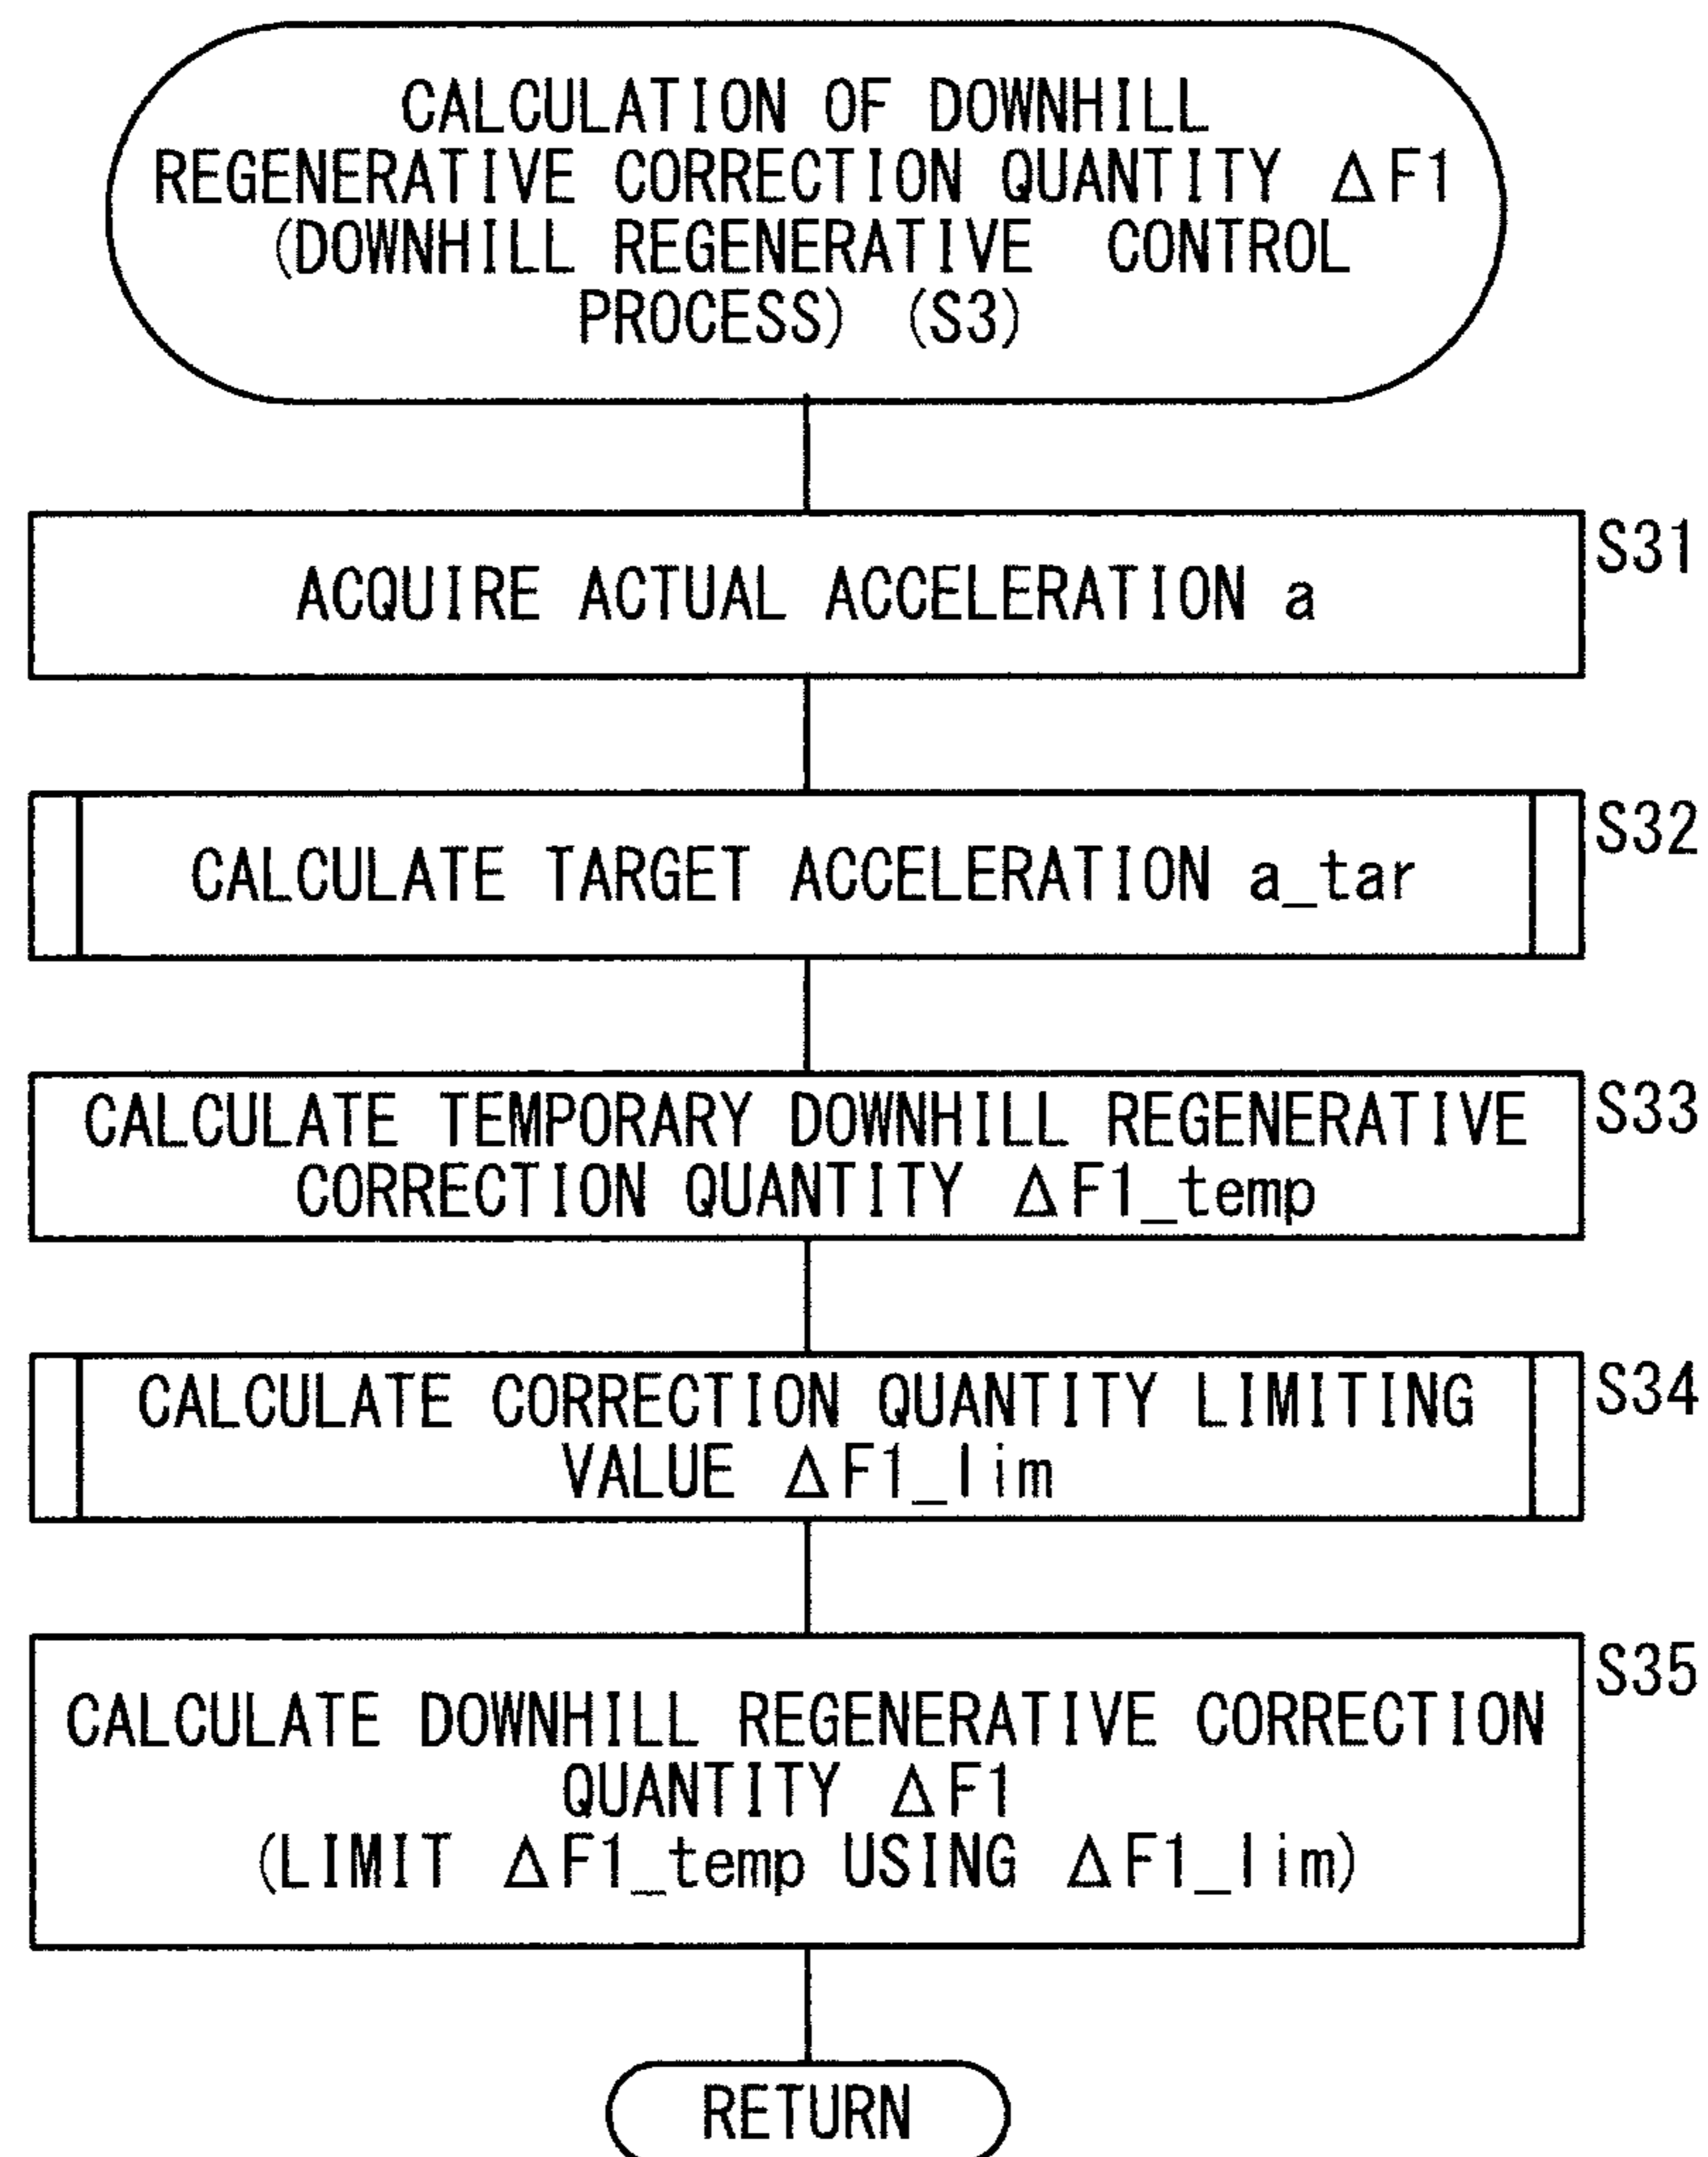 CALCULATION OF DOWNHILL
REGENERATIVE CORRECTION QUANTITY ΔF1
(DOWNHILL REGENERATIVE CONTROL
PROCESS) (S3)
S31
ACQUIRE ACTUAL ACCELERATION a
S32
CALCULATE TARGET ACCELERATION a_tar
S33
CALCULATE TEMPORARY DOWNHILL REGENERATIVE
CORRECTION QUANTITY ΔF1_temp
S34
CALCULATE CORRECTION QUANTITY LIMITING
VALUE ΔF1_lim
S35
CALCULATE DOWNHILL REGENERATIVE CORRECTION
QUANTITY ΔF1
(LIMIT ΔF1_temp USING ΔF1_lim)
RETURN